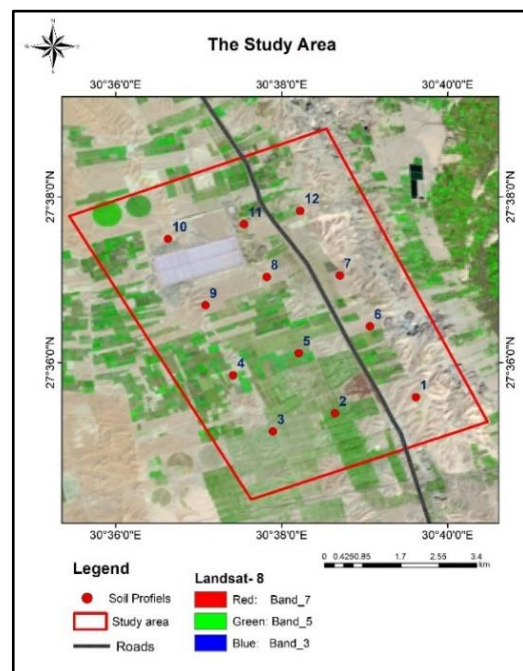 N
The Study Area
30°36'0"E 30°38'0"E 30°40'0"E
27°38'0"N 27°38'0"N
12
11
10
8
7
9
6
27°36'0"N 27°36'0"N
5
4
1
2
3
30°36'0"E 30°38'0"E 30°40'0"E
0 0.4250.85 1.7 2.55 3.4
km
Legend
Soil Profiels
Study area
Roads
Landsat- 8
Red: Band_7
Green: Band_5
Blue: Band_3